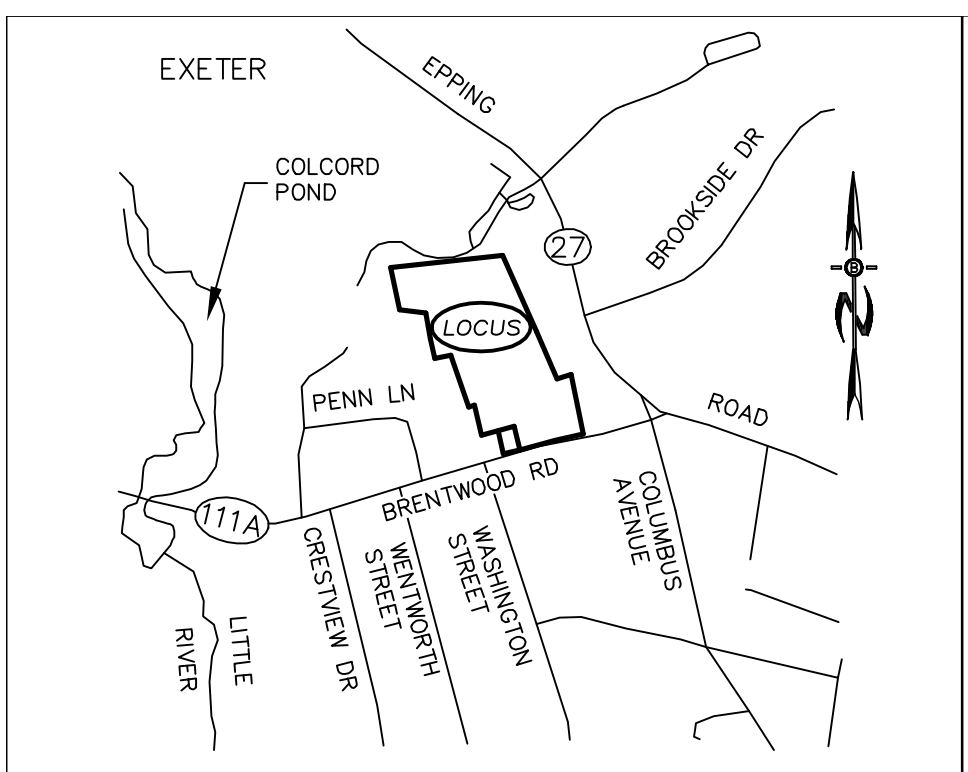 EXETER
EPPING
COLCORD
POND
BROOKSIDE DR
27
B
LOCUS
PENN LN
ROAD
BRENTWOOD RD
111A
COLUMBUS
AVENUE
CRESTVIEW DR
WENTWORTH
STREET
WASHINGTON
STREET
LITTLE
RIVER